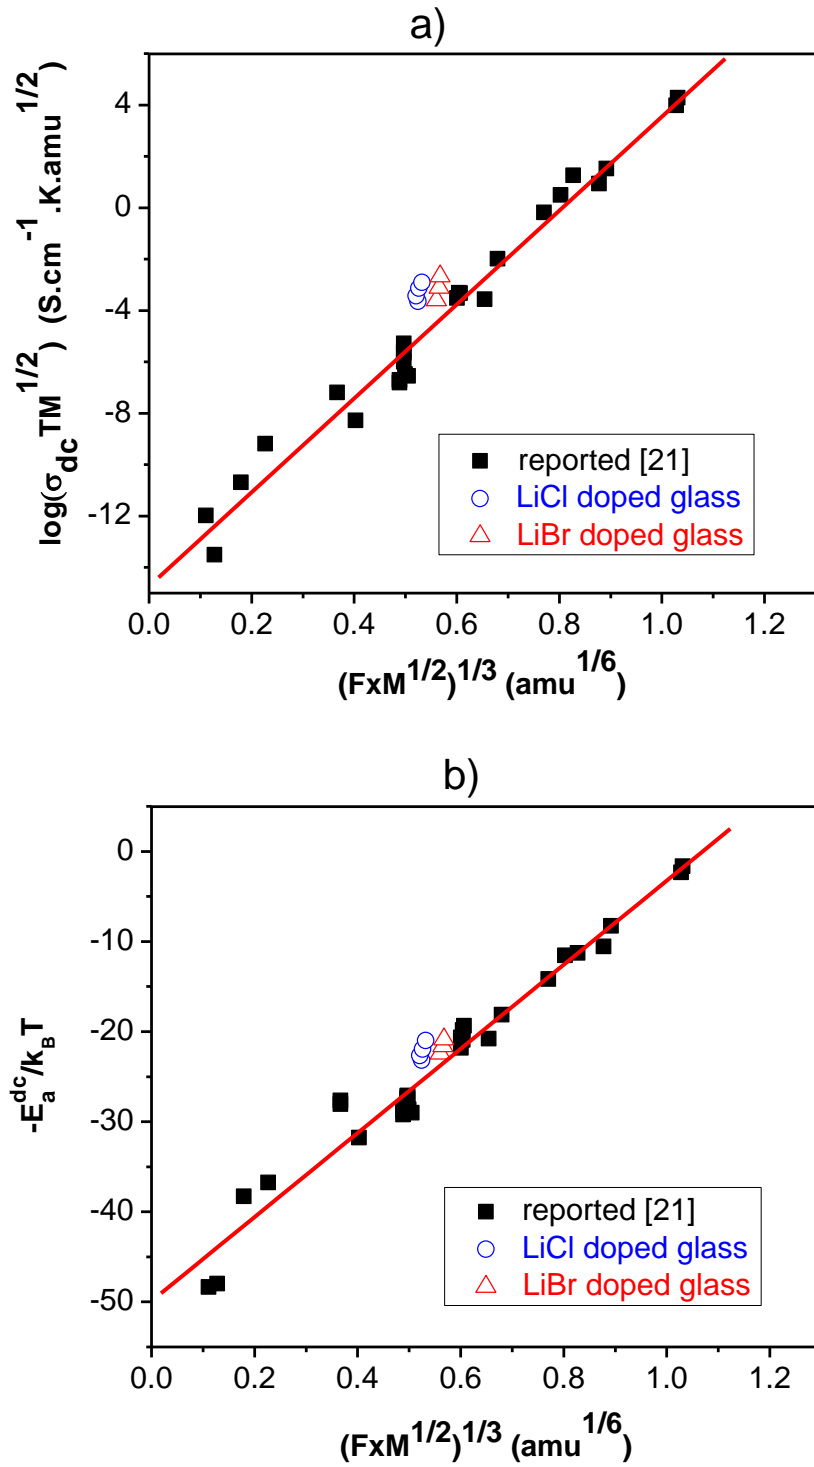 a)
log(σdcTM1/2) (S.cm-1.K.amu1/2)
4
0
-4
-8
-12
reported [21]
LiCl doped glass
LiBr doped glass
0.0 0.2 0.4 0.6 0.8 1.0 1.2
(FxM1/2)1/3 (amu1/6)
b)
-Eadc/kBT
0
-10
-20
-30
-40
-50
reported [21]
LiCl doped glass
LiBr doped glass
0.0 0.2 0.4 0.6 0.8 1.0 1.2
(FxM1/2)1/3 (amu1/6)